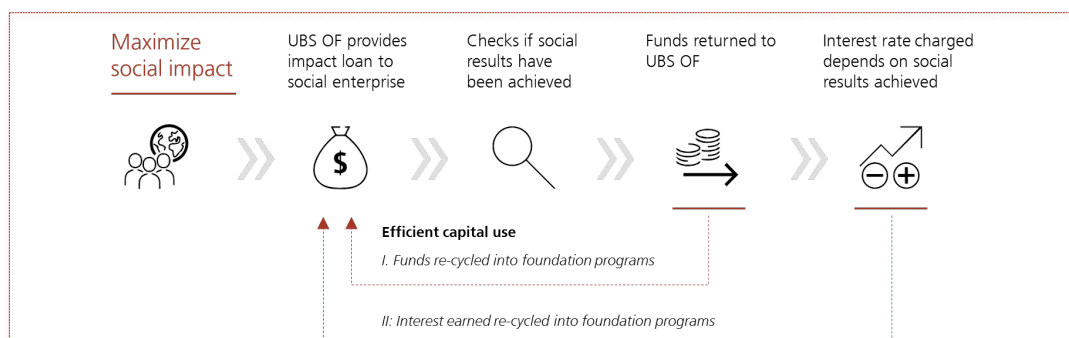 Maximize
social impact
UBS OF provides
impact loan to
social enterprise
Checks if social
results have
been achieved
Funds returned to
UBS OF
Interest rate charged
depends on social
results achieved
$
Efficient capital use
I. Funds re-cycled into foundation programs
II: Interest earned re-cycled into foundation programs